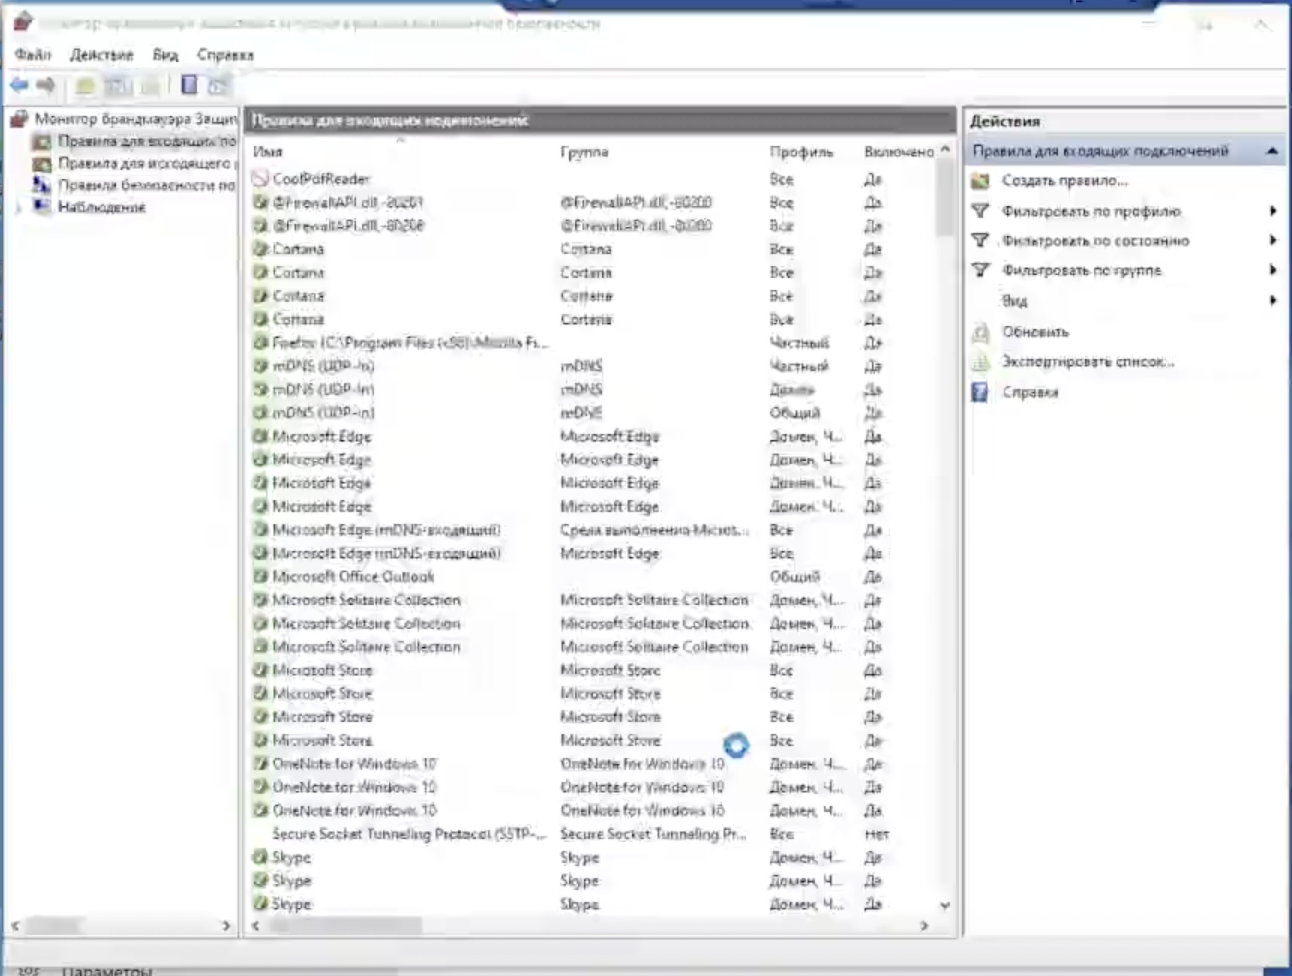 Файл Действие Вид Справка
Монитор брандмауэра Защит
Правила для входящих по
Правила для исходящего
Правила безопасности по
Наблюдение
Правила для входящих подключений
Имя Группа Профиль Включено
CoolPdfReader Все Да
@FirewallAPI.dll,-80201 @FirewallAPI.dll,-80200 Все Да
@FirewallAPI.dll,-80206 @FirewallAPI.dll,-80200 Все Да
Cortana Cortana Все Да
Cortana Cortana Все Да
Cortana Cortana Все Да
Cortana Cortana Все Да
Firefox (C:\Program Files (x86)\Mozilla Fi... Частный Да
mDNS (UDP-In) mDNS Частный Да
mDNS (UDP-In) mDNS Домен Да
mDNS (UDP-In) mDNS Общий Да
Microsoft Edge Microsoft Edge Домен, Ч... Да
Microsoft Edge Microsoft Edge Домен, Ч... Да
Microsoft Edge Microsoft Edge Домен, Ч... Да
Microsoft Edge Microsoft Edge Домен, Ч... Да
Microsoft Edge (mDNS-входящий) Среда выполнения Micros... Все Да
Microsoft Edge (mDNS-входящий) Microsoft Edge Все Да
Microsoft Office Outlook Общий Да
Microsoft Solitaire Collection Microsoft Solitaire Collection Домен, Ч... Да
Microsoft Solitaire Collection Microsoft Solitaire Collection Домен, Ч... Да
Microsoft Solitaire Collection Microsoft Solitaire Collection Домен, Ч... Да
Microsoft Store Microsoft Store Все Да
Microsoft Store Microsoft Store Все Да
Microsoft Store Microsoft Store Все Да
Microsoft Store Microsoft Store Все Да
OneNote for Windows 10 OneNote for Windows 10 Домен, Ч... Да
OneNote for Windows 10 OneNote for Windows 10 Домен, Ч... Да
OneNote for Windows 10 OneNote for Windows 10 Домен, Ч... Да
Secure Socket Tunneling Protocol (SSTP-... Secure Socket Tunneling Pr... Все Нет
Skype Skype Домен, Ч... Да
Skype Skype Домен, Ч... Да
Skype Skype Домен, Ч... Да
Действия
Правила для входящих подключений
Создать правило...
Фильтровать по профилю
Фильтровать по состоянию
Фильтровать по группе
Вид
Обновить
Экспортировать список...
Справка
Параметры